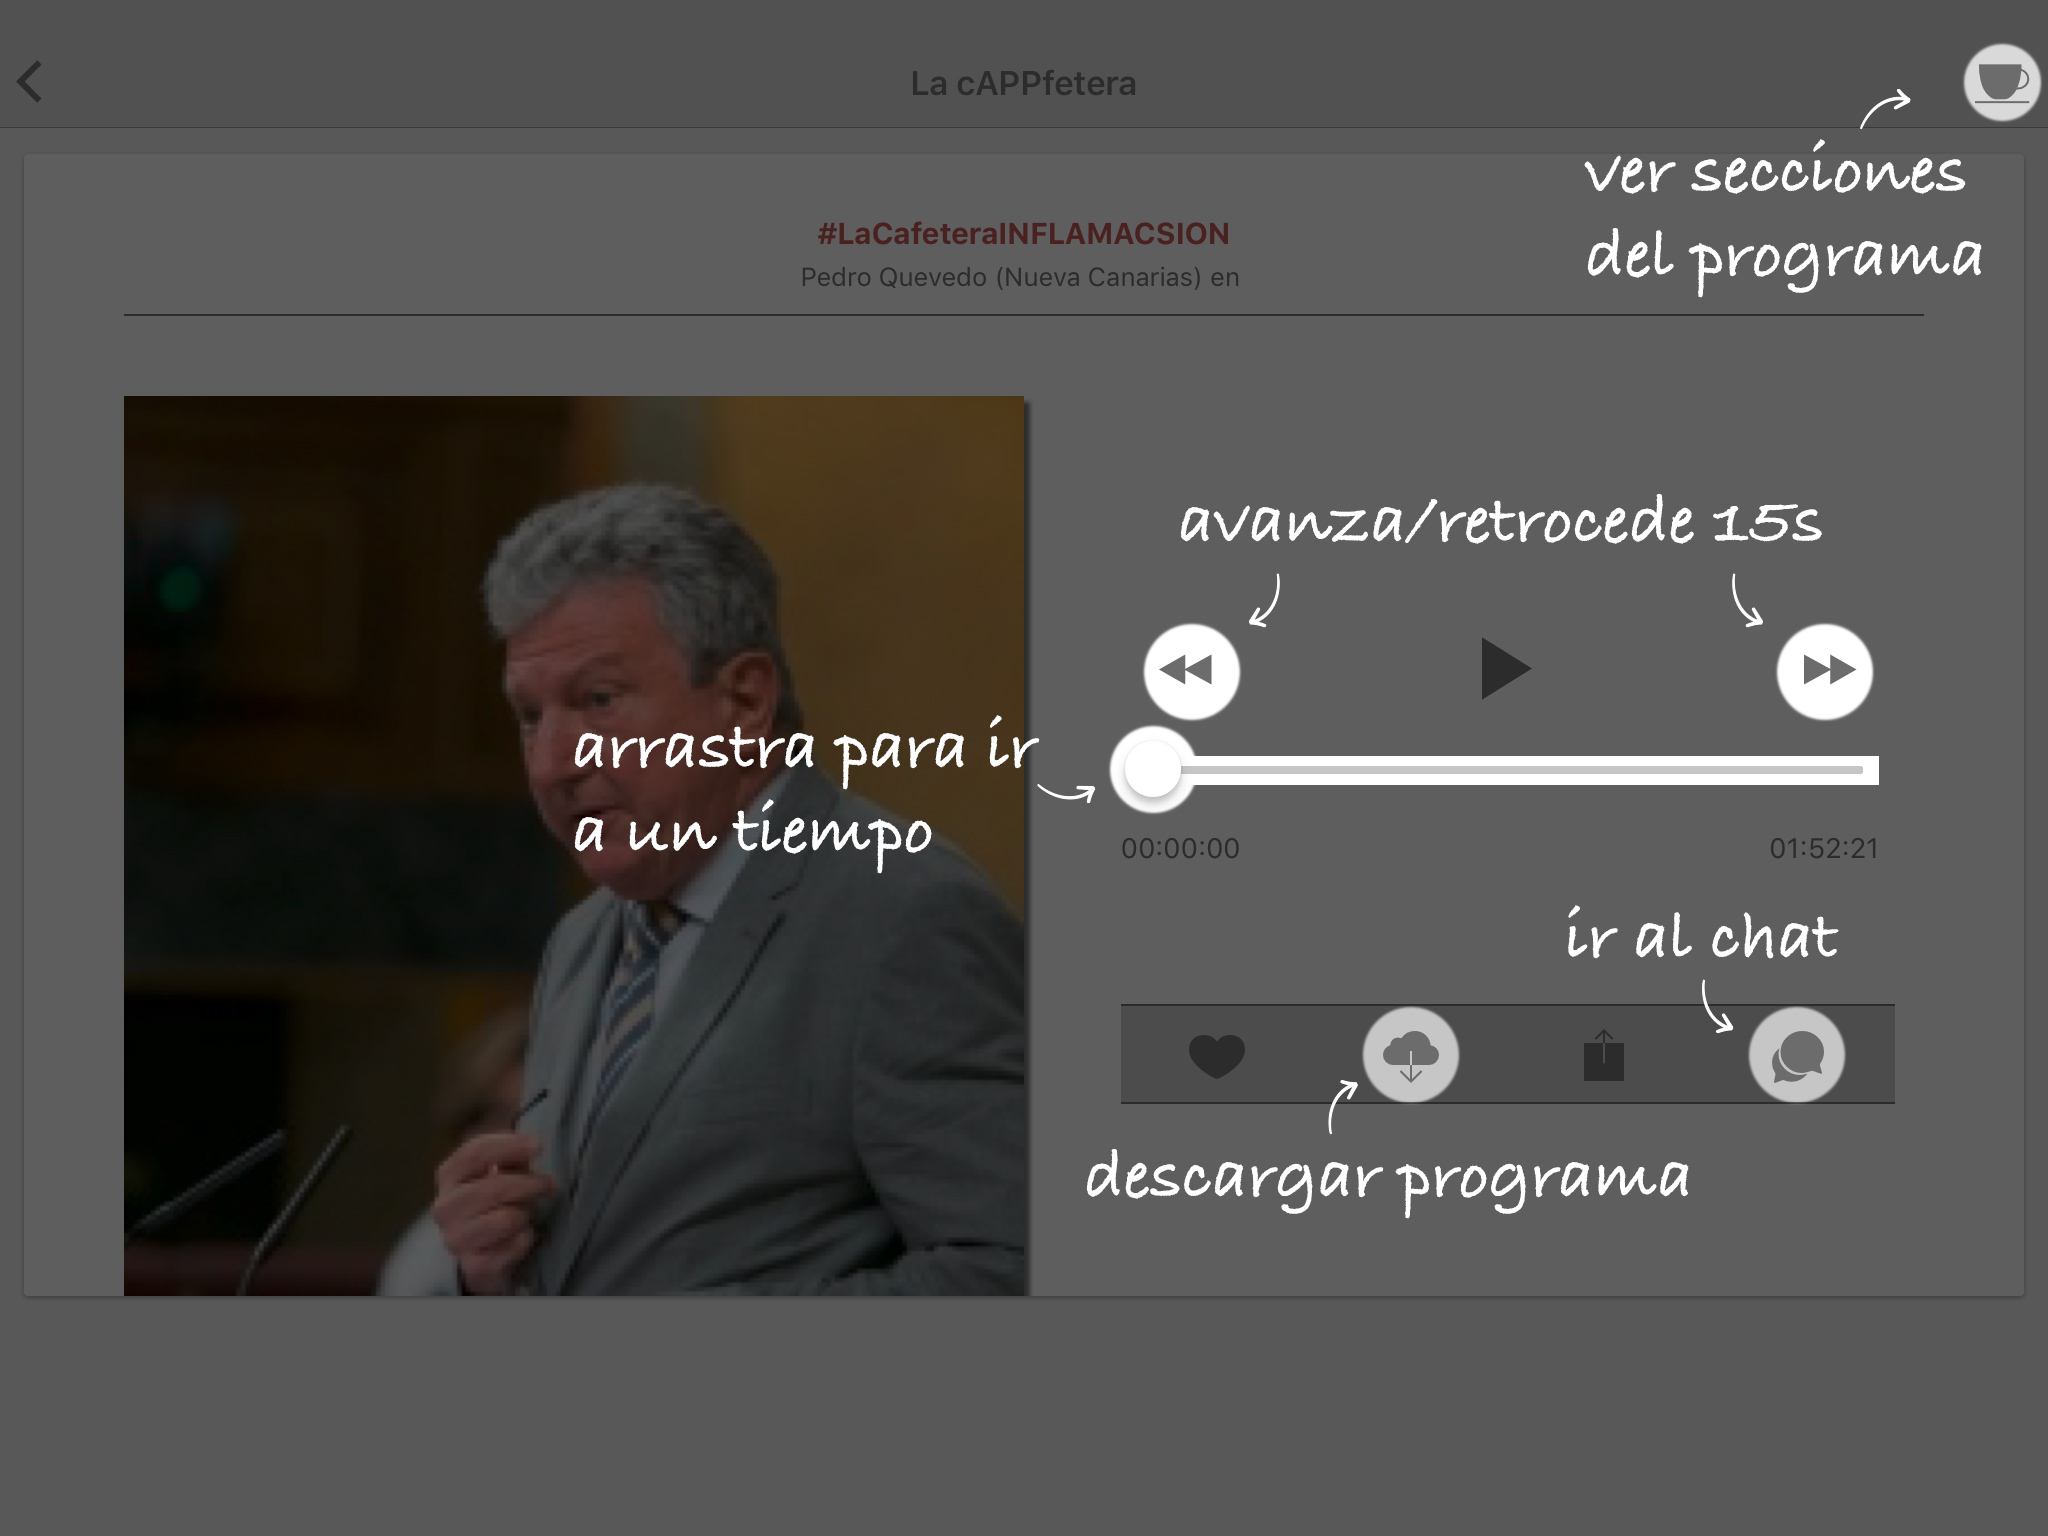 La cAPPfetera
ver secciones
del programa
#LaCafeteraINFLAMACSION
Pedro Quevedo (Nueva Canarias) en
avanza/retrocede 15s
arrastra para ir
a un tiempo
00:00:00
01:52:21
ir al chat
descargar programa